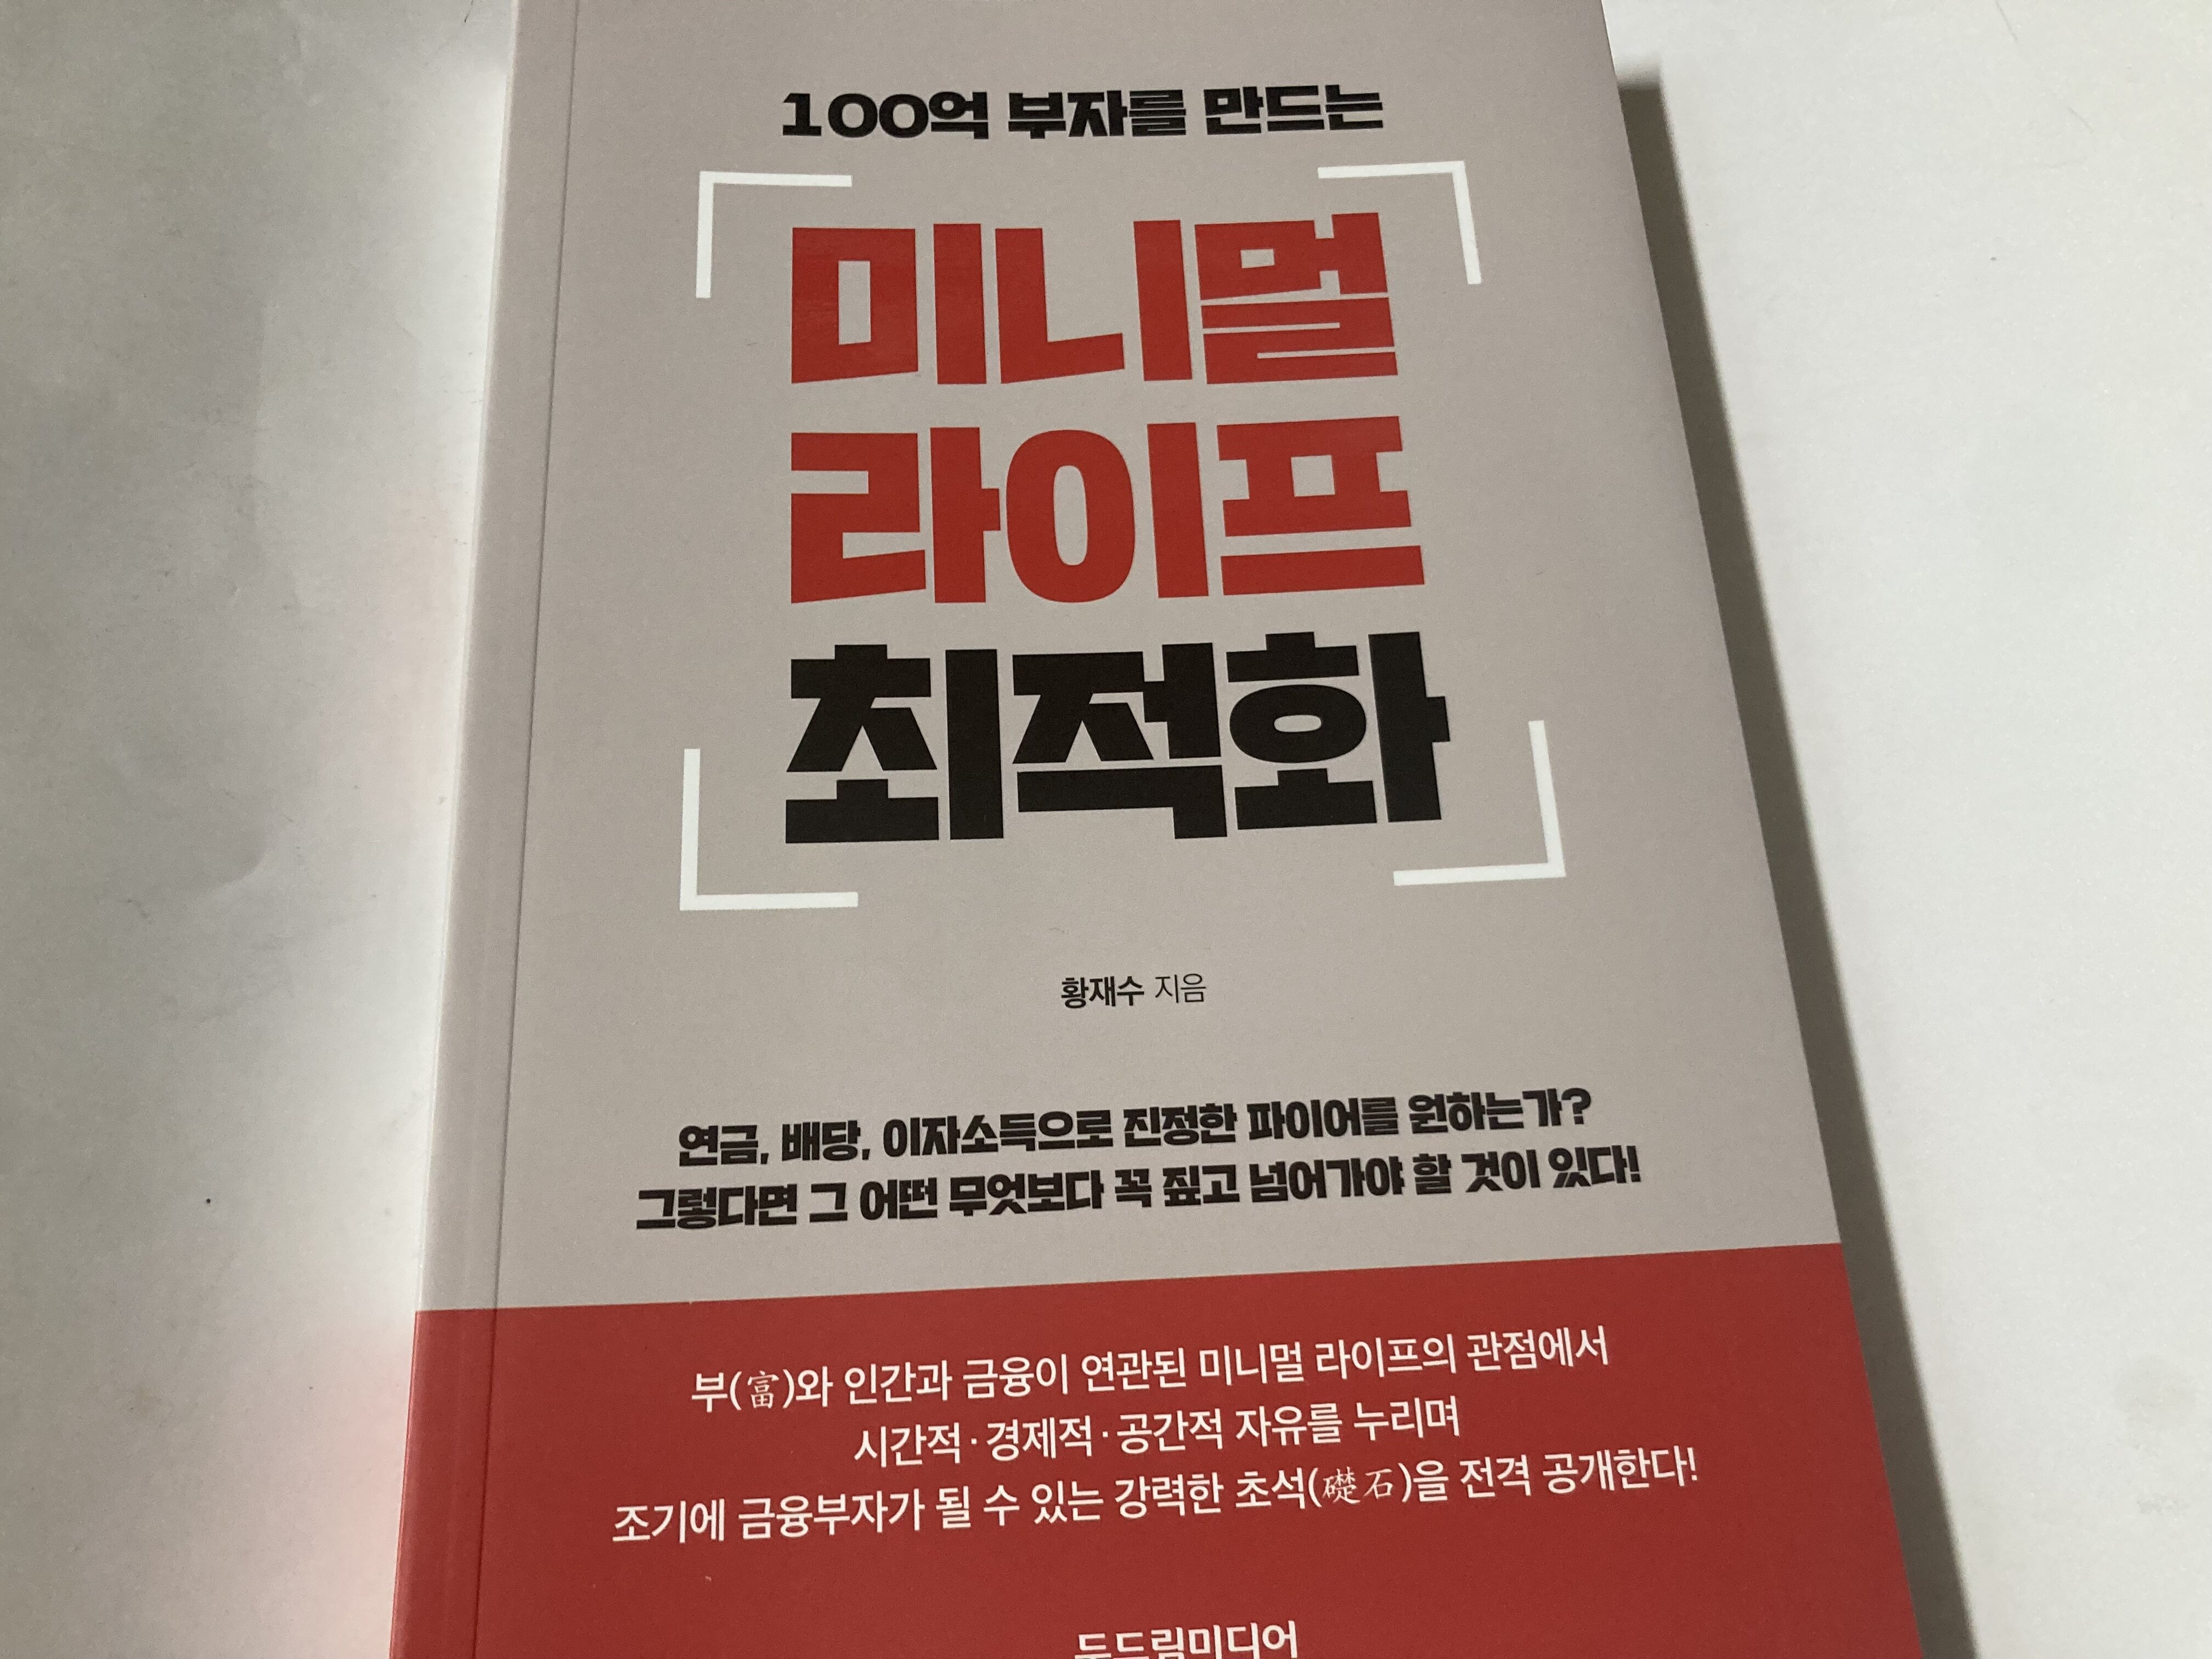 100억 부자를 만드는
미니멀
라이프
최적화
황재수 지음
연금, 배당, 이자소득으로 진정한 파이어를 원하는가?
그렇다면 그 어떤 무엇보다 꼭 짚고 넘어가야 할 것이 있다!
부(富)와 인간과 금융이 연관된 미니멀 라이프의 관점에서
시간적·경제적·공간적 자유를 누리며
조기에 금융부자가 될 수 있는 강력한 초석(礎石)을 전격 공개한다!
두드림미디어